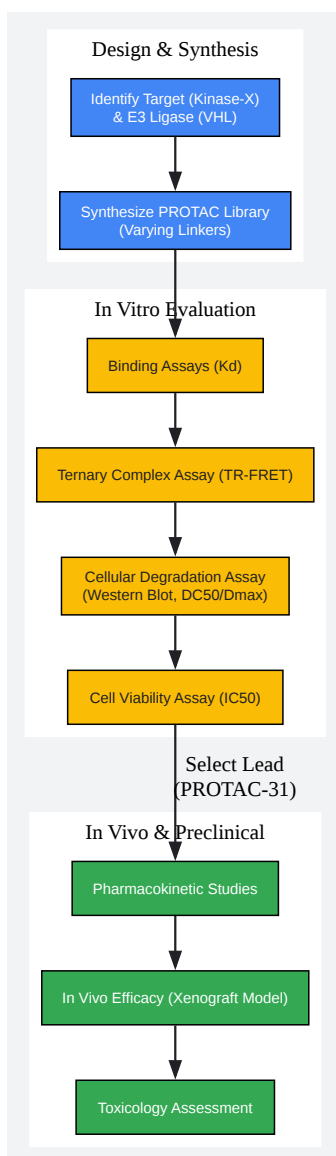 Design & Synthesis
Identify Target (Kinase-X)
& E3 Ligase (VHL)
Synthesize PROTAC Library
(Varying Linkers)
In Vitro Evaluation
Binding Assays (Kd)
Ternary Complex Assay (TR-FRET)
Cellular Degradation Assay
(Western Blot, DC50/Dmax)
Cell Viability Assay (IC50)
Select Lead
(PROTAC-31)
In Vivo & Preclinical
Pharmacokinetic Studies
In Vivo Efficacy (Xenograft Model)
Toxicology Assessment